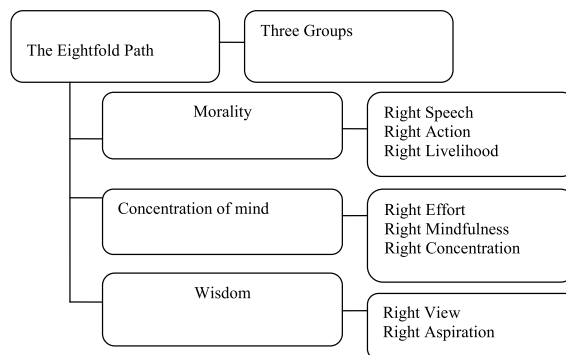 The Eightfold Path
Three Groups
Morality
Right Speech
Right Action
Right Livelihood
Concentration of mind
Right Effort
Right Mindfulness
Right Concentration
Wisdom
Right View
Right Aspiration